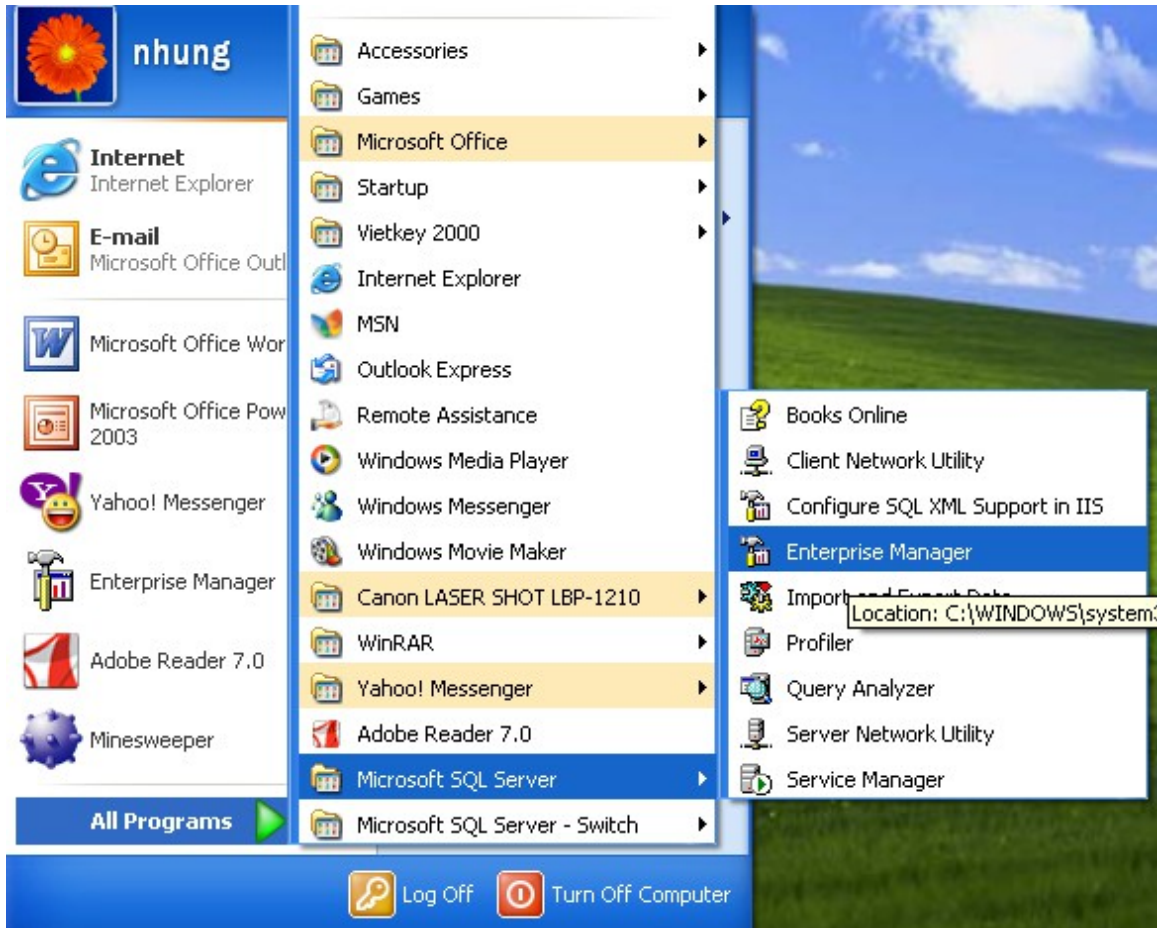 nhung
Internet
Internet Explorer
E-mail
Microsoft Office Outl
Microsoft Office Wor
Microsoft Office Pow
2003
Yahoo! Messenger
Enterprise Manager
Adobe Reader 7.0
Minesweeper
All Programs
Accessories
Games
Microsoft Office
Startup
Vietkey 2000
Internet Explorer
MSN
Outlook Express
Remote Assistance
Windows Media Player
Windows Messenger
Windows Movie Maker
Canon LASER SHOT LBP-1210
WinRAR
Yahoo! Messenger
Adobe Reader 7.0
Microsoft SQL Server
Microsoft SQL Server - Switch
Books Online
Client Network Utility
Configure SQL XML Support in IIS
Enterprise Manager
Import and Export Data
Location: C:\WINDOWS\system3
Profiler
Query Analyzer
Server Network Utility
Service Manager
Log Off
Turn Off Computer